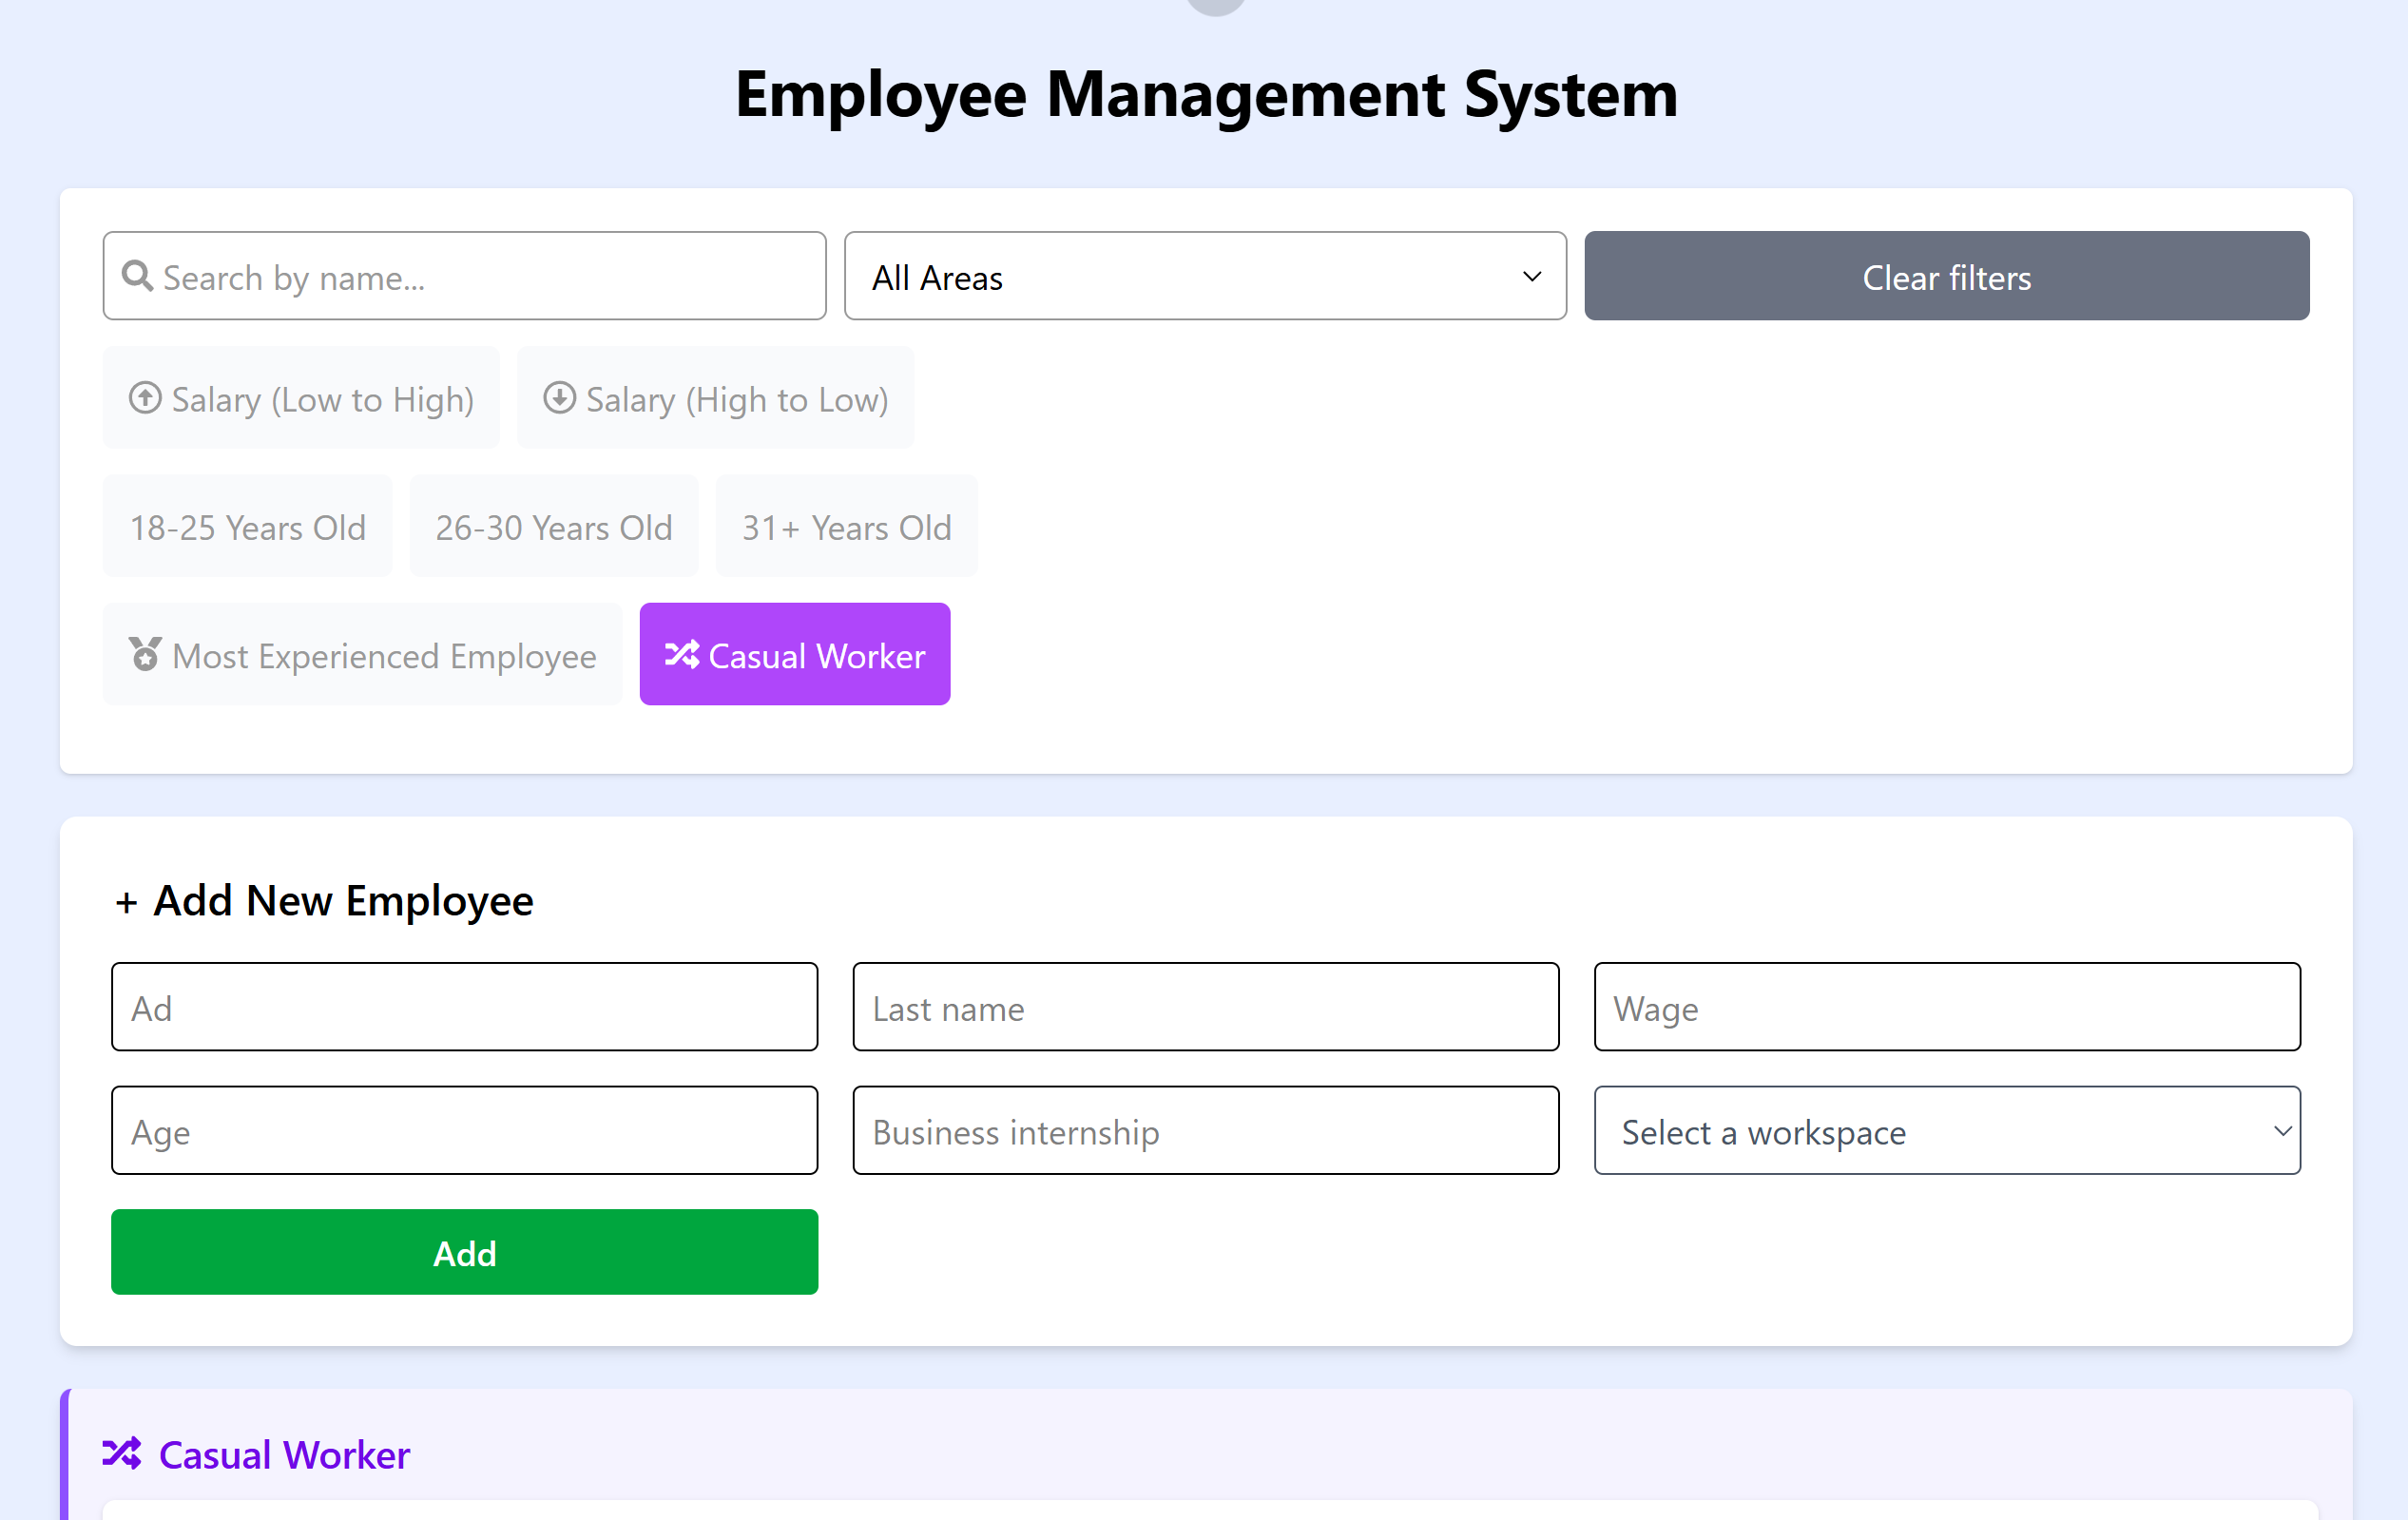 Employee Management System
Search by name...
All Areas
Clear filters
Salary (Low to High)
Salary (High to Low)
18-25 Years Old
26-30 Years Old
31+ Years Old
Most Experienced Employee
Casual Worker
+ Add New Employee
Ad
Last name
Wage
Age
Business internship
Select a workspace
Add
Casual Worker